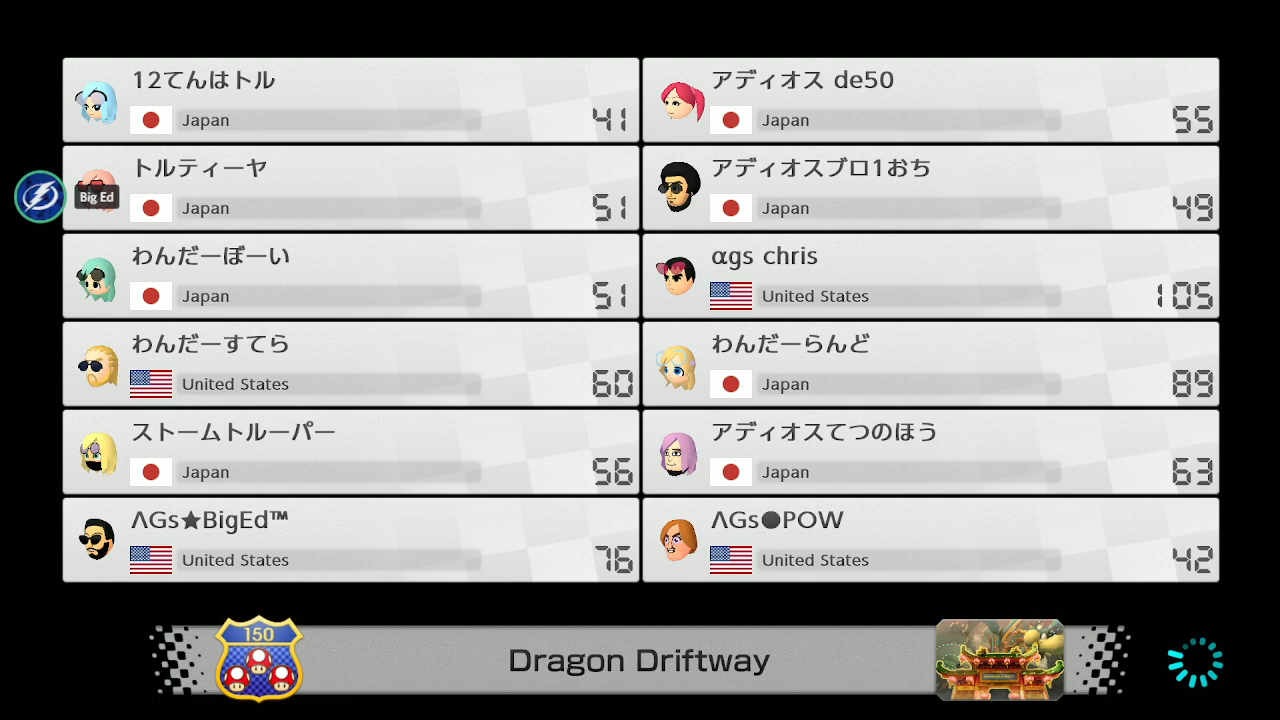 12てんはトル
Japan
41
アディオス de50
Japan
55
トルティーヤ
Big Ed
Japan
51
アディオスブロ1おち
Japan
49
わんだーぼーい
Japan
51
αgs chris
United States
105
わんだーすてら
United States
60
わんだーらんど
Japan
89
ストームトルーパー
Japan
56
アディオスてつのほう
Japan
63
ΛGs★BigEd™
United States
76
ΛGs●POW
United States
42
150
Dragon Driftway